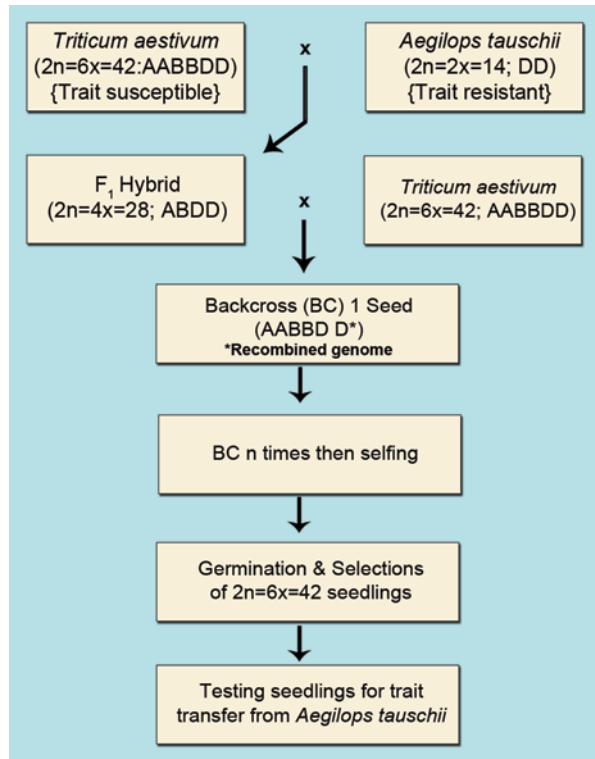 Triticum aestivum
(2n=6x=42:AABBDD)
{Trait susceptible}
x
Aegilops tauschii
(2n=2x=14; DD)
{Trait resistant}
F1 Hybrid
(2n=4x=28; ABDD)
x
Triticum aestivum
(2n=6x=42; AABBDD)
Backcross (BC) 1 Seed
(AABBD D*)
*Recombined genome
BC n times then selfing
Germination & Selections
of 2n=6x=42 seedlings
Testing seedlings for trait
transfer from Aegilops tauschii